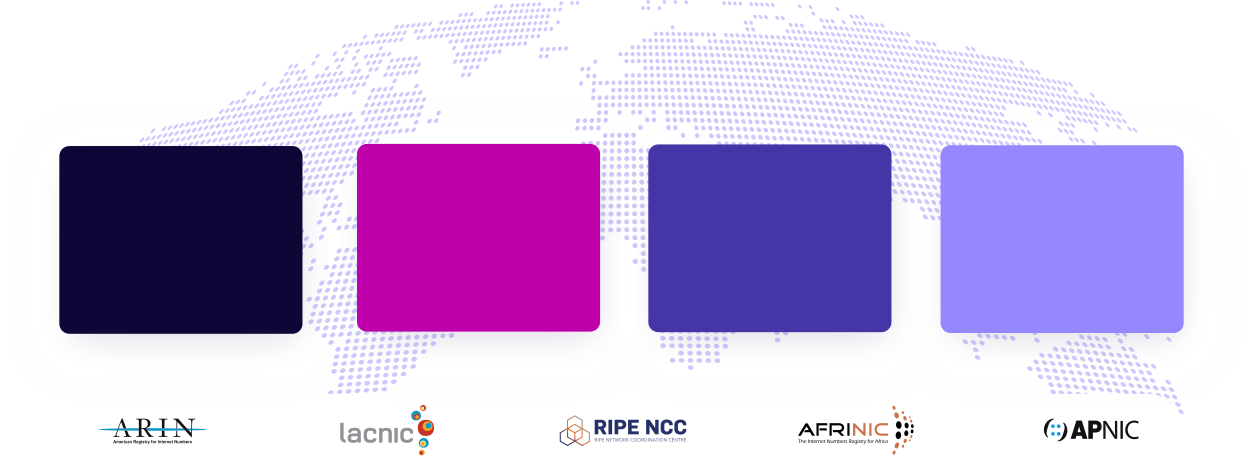 ARIN
American Registry for Internet Numbers
lacnic
RIPE NCC
RIPE NETWORK COORDINATION CENTRE
AFRINIC
The Internet Numbers Registry for Africa
APNIC